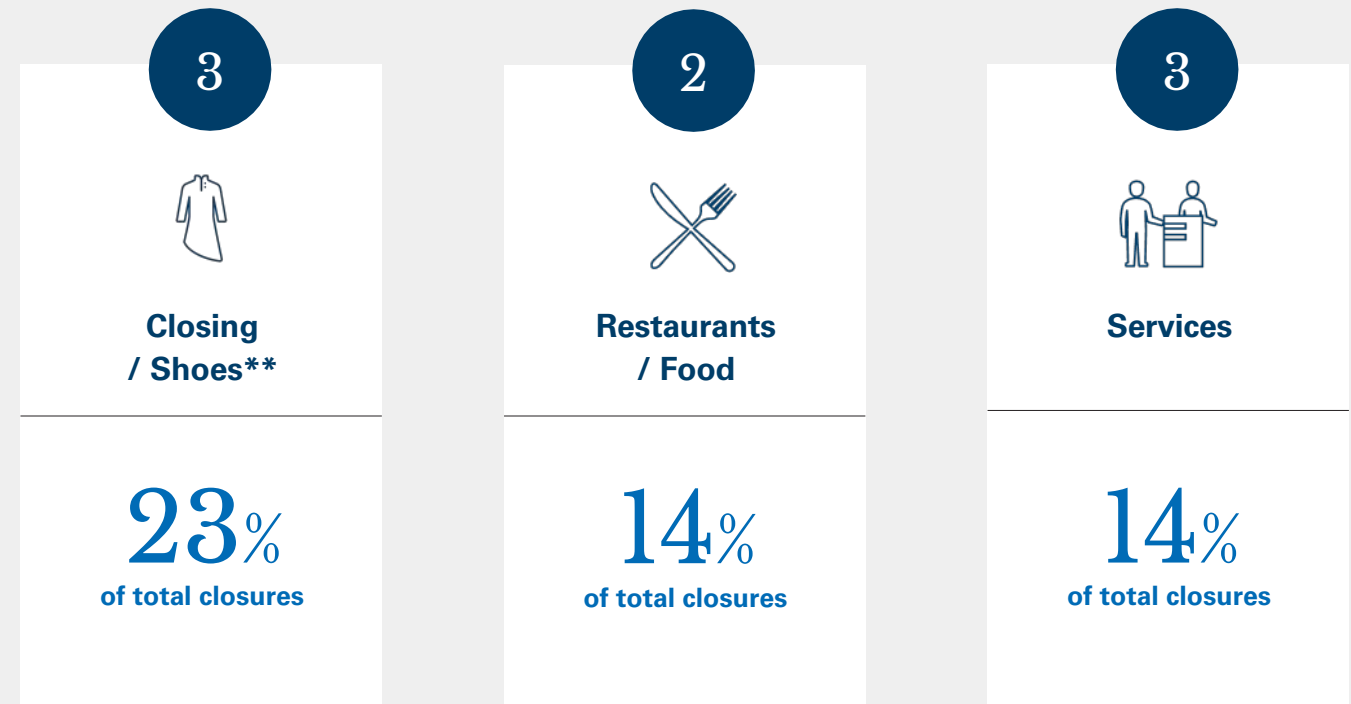 3
Closing
/ Shoes**
23%
of total closures
2
Restaurants
/ Food
14%
of total closures
3
Services
14%
of total closures